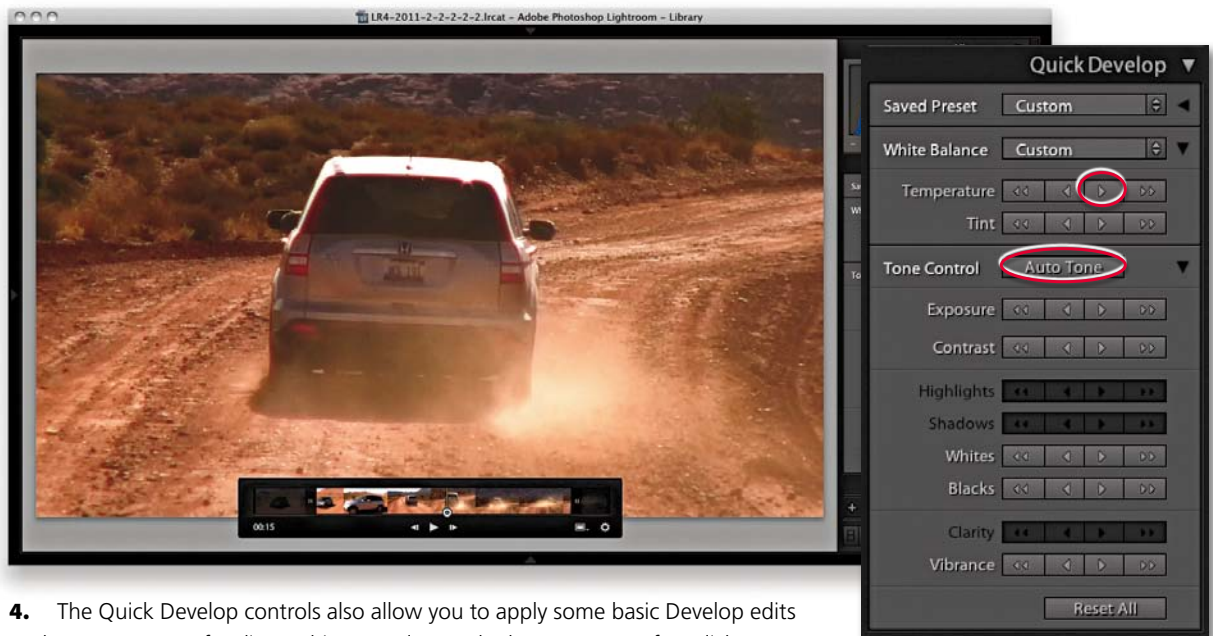 LR4-2011-2-2-2-2-2.lrcat - Adobe Photoshop Lightroom - Library
Quick Develop
Saved Preset Custom
White Balance Custom
Temperature
Tint
Tone Control Auto Tone
Exposure
Contrast
Highlights
Shadows
Whites
Blacks
Clarity
Vibrance
Reset All
00:15
4. The Quick Develop controls also allow you to apply some basic Develop edits